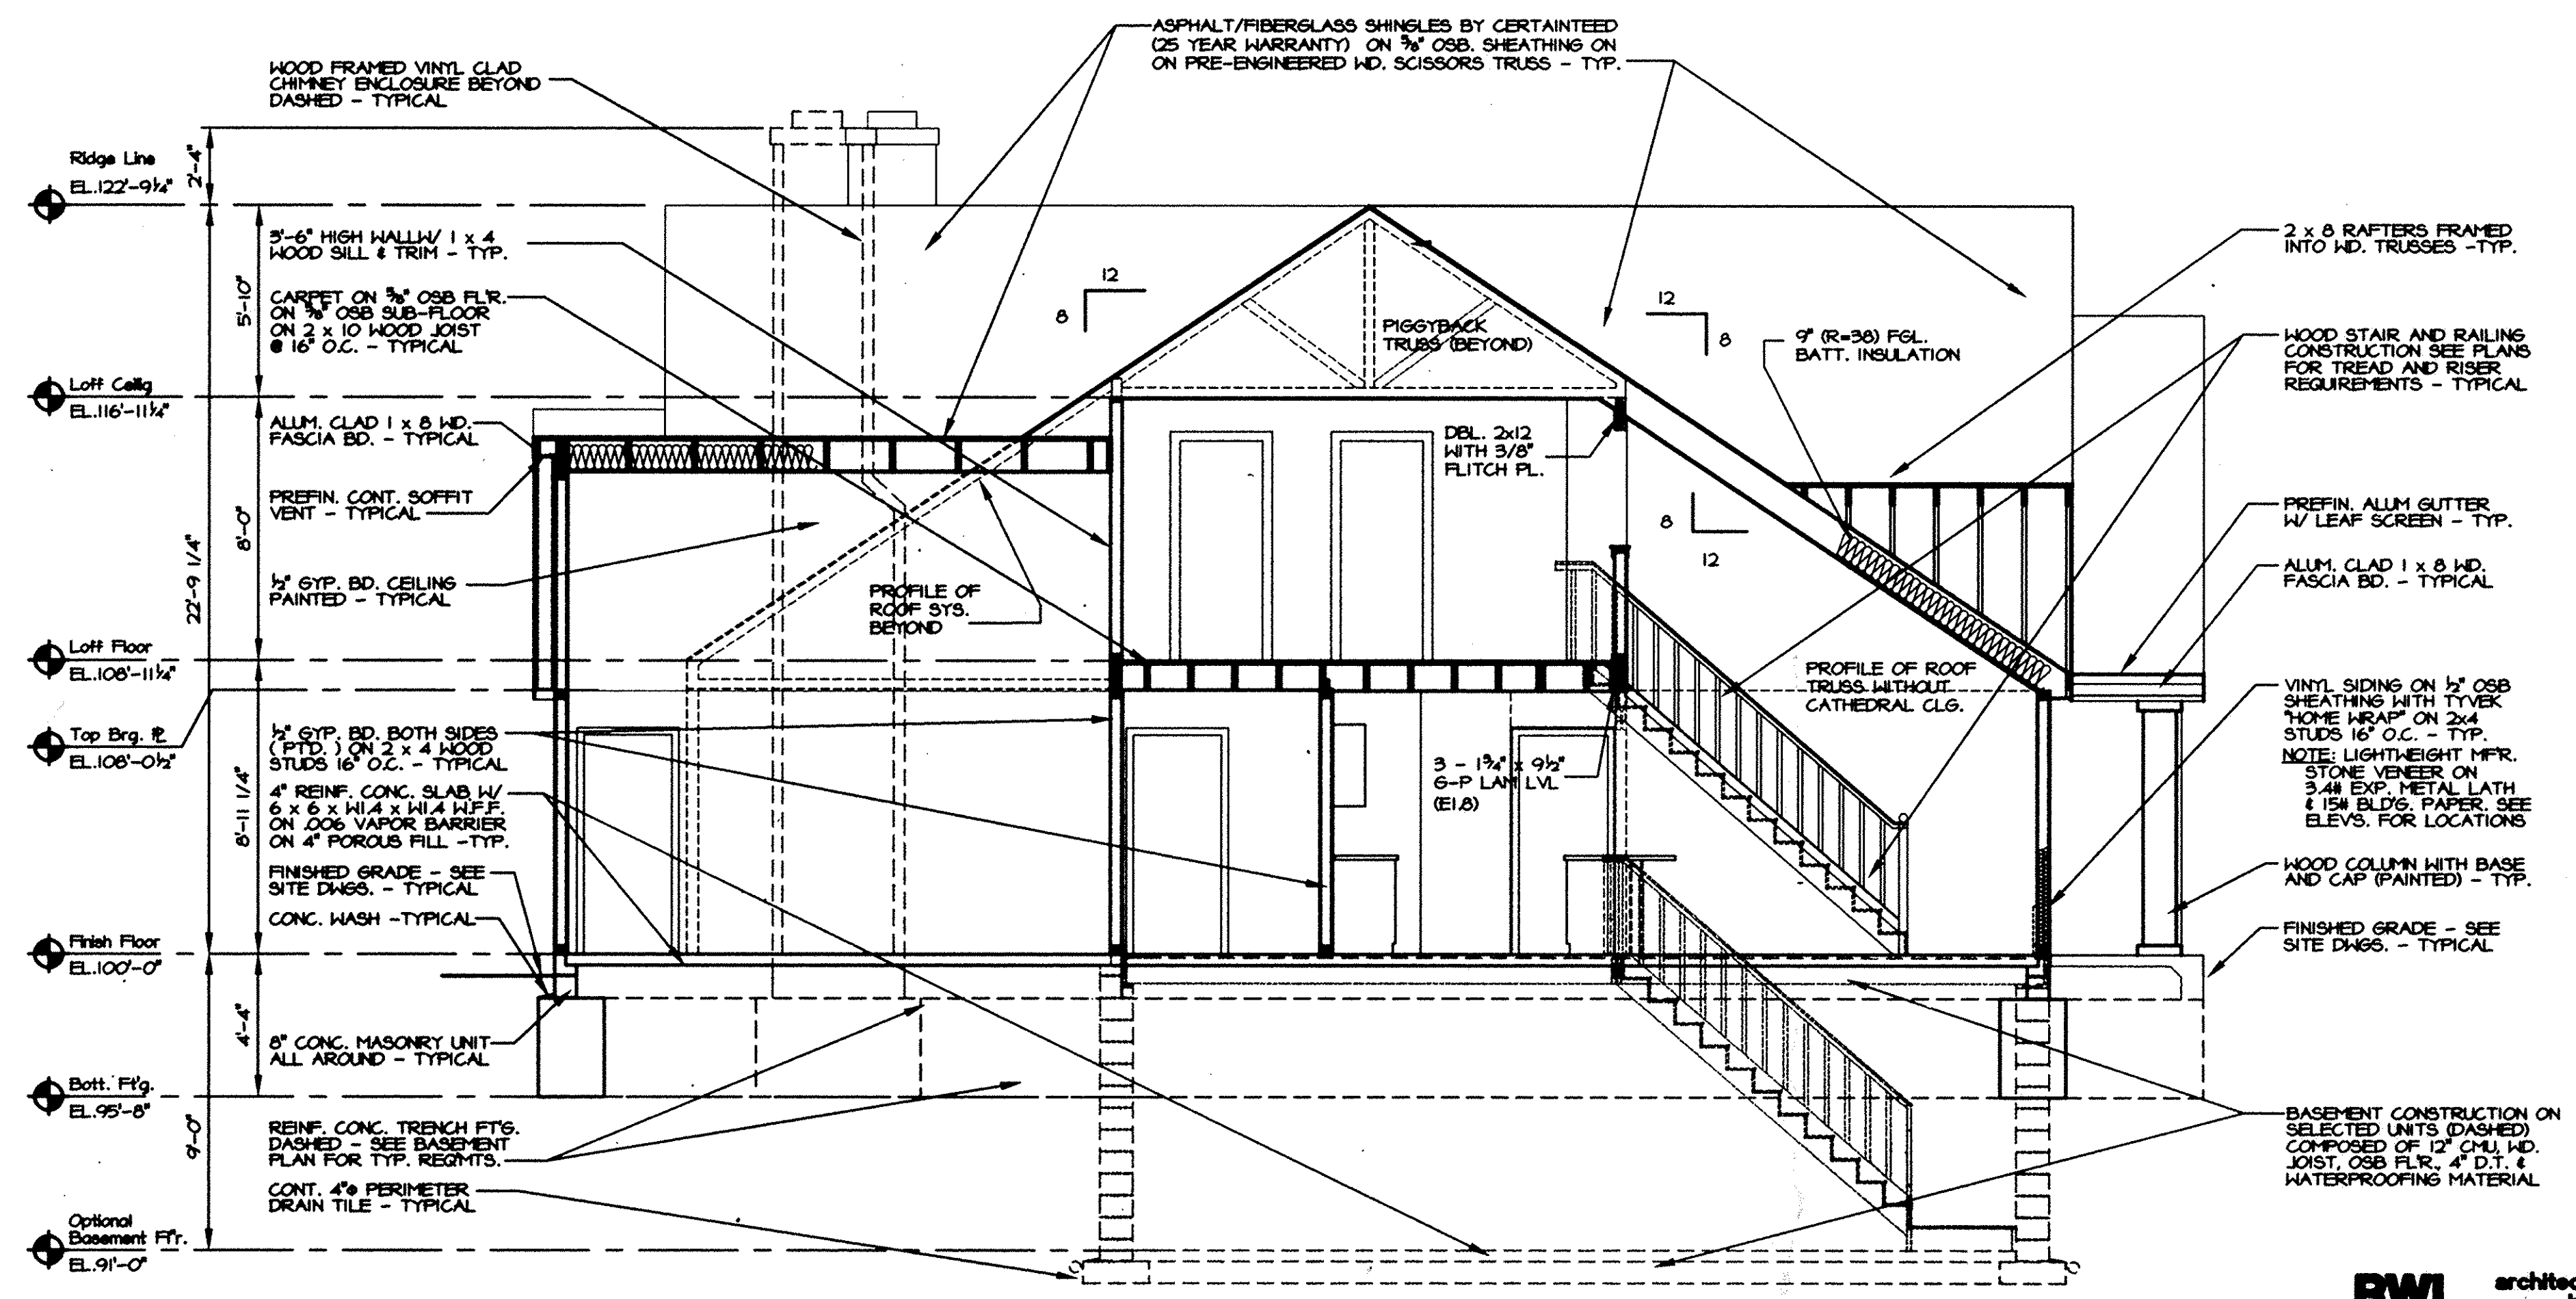 ASPHALT/FIBERGLASS SHINGLES BY CERTAINTEED
(25 YEAR WARRANTY) ON 5/8" OSB. SHEATHING ON
ON PRE-ENGINEERED WD. SCISSORS TRUSS - TYP.
WOOD FRAMED VINYL CLAD
CHIMNEY ENCLOSURE BEYOND
DASHED - TYPICAL
Ridge Line
EL.122'-9 1/4"
2'-4"
3'-6" HIGH WALLW/ 1 x 4
WOOD SILL & TRIM - TYP.
CARPET ON 5/8" OSB FL'R.
ON 5/8" OSB SUB-FLOOR
ON 2 x 10 WOOD JOIST
@ 16" O.C. - TYPICAL
5'-10"
Loft Ceilig
EL.116'-11 1/4"
ALUM. CLAD 1 x 8 WD.
FASCIA BD. - TYPICAL
PREFIN. CONT. SOFFIT
VENT - TYPICAL
8'-0"
22'-9 1/4"
1/2" GYP. BD. CEILING
PAINTED - TYPICAL
Loft Floor
EL.108'-11 1/4"
Top Brg. PL
EL.108'-0 1/2"
1/2" GYP. BD. BOTH SIDES
( PTD. ) ON 2 x 4 WOOD
STUDS 16" O.C. - TYPICAL
4" REINF. CONC. SLAB W/
6 x 6 x W1.4 x W1.4 W.F.F.
ON .006 VAPOR BARRIER
ON 4" POROUS FILL -TYP.
8'-11 1/4"
FINISHED GRADE - SEE
SITE DWGS. - TYPICAL
CONC. WASH -TYPICAL
Finish Floor
EL.100'-0"
4'-4"
8" CONC. MASONRY UNIT
ALL AROUND - TYPICAL
Bott. Ft'g.
EL.95'-8"
9'-0"
REINF. CONC. TRENCH FT'G.
DASHED - SEE BASEMENT
PLAN FOR TYP. REQ'MTS.
CONT. 4"φ PERIMETER
DRAIN TILE - TYPICAL
Optional
Basement Fl'r.
EL.91'-0"
12
8
12
8
PIGGYBACK
TRUSS (BEYOND)
9" (R=38) FGL.
BATT. INSULATION
DBL. 2x12
WITH 3/8"
FLITCH PL.
8
12
PROFILE OF
ROOF SYS.
BEYOND
PROFILE OF ROOF
TRUSS WITHOUT
CATHEDRAL CLG.
3 - 1 3/4" x 9 1/2"
G-P LAM LVL
(E1.8)
2 x 8 RAFTERS FRAMED
INTO WD. TRUSSES -TYP.
WOOD STAIR AND RAILING
CONSTRUCTION SEE PLANS
FOR TREAD AND RISER
REQUIREMENTS - TYPICAL
PREFIN. ALUM GUTTER
W/ LEAF SCREEN - TYP.
ALUM. CLAD 1 x 8 WD.
FASCIA BD. - TYPICAL
VINYL SIDING ON 1/2" OSB
SHEATHING WITH TYVEK
"HOME WRAP" ON 2x4
STUDS 16" O.C. - TYP.
NOTE: LIGHTWEIGHT MF'R.
STONE VENEER ON
3.4# EXP. METAL LATH
& 15# BLD'G. PAPER. SEE
ELEV'S. FOR LOCATIONS
WOOD COLUMN WITH BASE
AND CAP (PAINTED) - TYP.
FINISHED GRADE - SEE
SITE DWGS. - TYPICAL
BASEMENT CONSTRUCTION ON
SELECTED UNITS (DASHED)
COMPOSED OF 12" CMU, WD.
JOIST, OSB FL'R., 4" D.T. &
WATERPROOFING MATERIAL